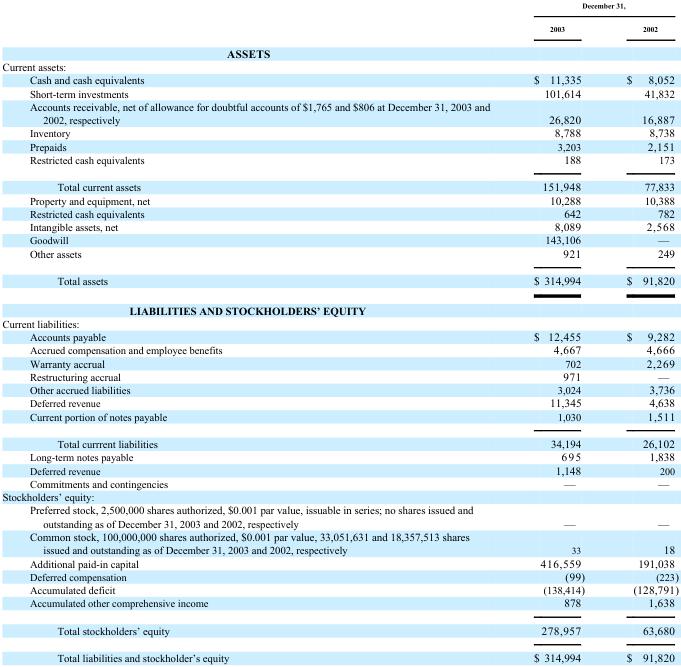 December 31,
2003 2002
ASSETS
Current assets:
Cash and cash equivalents $ 11,335 $ 8,052
Short-term investments 101,614 41,832
Accounts receivable, net of allowance for doubtful accounts of $1,765 and $806 at December 31, 2003 and
2002, respectively 26,820 16,887
Inventory 8,788 8,738
Prepaids 3,203 2,151
Restricted cash equivalents 188 173
Total current assets 151,948 77,833
Property and equipment, net 10,288 10,388
Restricted cash equivalents 642 782
Intangible assets, net 8,089 2,568
Goodwill 143,106 —
Other assets 921 249
Total assets $ 314,994 $ 91,820
LIABILITIES AND STOCKHOLDERS’ EQUITY
Current liabilities:
Accounts payable $ 12,455 $ 9,282
Accrued compensation and employee benefits 4,667 4,666
Warranty accrual 702 2,269
Restructuring accrual 971 —
Other accrued liabilities 3,024 3,736
Deferred revenue 11,345 4,638
Current portion of notes payable 1,030 1,511
Total currrent liabilities 34,194 26,102
Long-term notes payable 695 1,838
Deferred revenue 1,148 200
Commitments and contingencies — —
Stockholders’ equity:
Preferred stock, 2,500,000 shares authorized, $0.001 par value, issuable in series; no shares issued and
outstanding as of December 31, 2003 and 2002, respectively — —
Common stock, 100,000,000 shares authorized, $0.001 par value, 33,051,631 and 18,357,513 shares
issued and outstanding as of December 31, 2003 and 2002, respectively 33 18
Additional paid-in capital 416,559 191,038
Deferred compensation (99) (223)
Accumulated deficit (138,414) (128,791)
Accumulated other comprehensive income 878 1,638
Total stockholders’ equity 278,957 63,680
Total liabilities and stockholder’s equity $ 314,994 $ 91,820